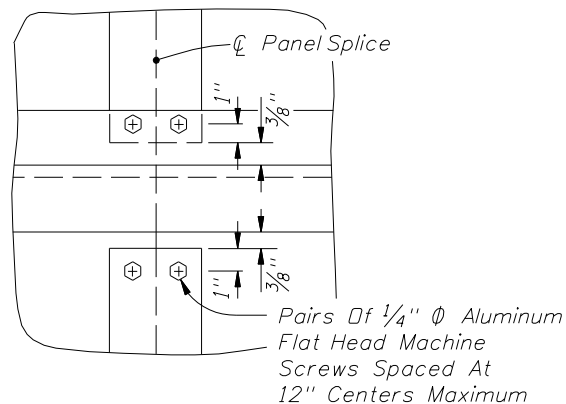 ℄ Panel Splice
1"
3/8"
1"
3/8"
Pairs Of 1/4" ϕ Aluminum
Flat Head Machine
Screws Spaced At
12" Centers Maximum